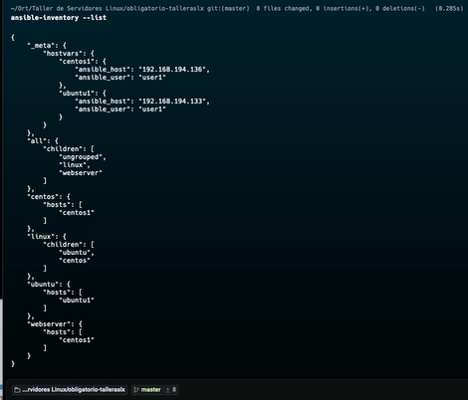 ~/Ort/Taller de Servidores Linux/obligatorio-talleraslx git:(master)  8 files changed, 0 insertions(+), 0 deletions(-)  (0.285s)
ansible-inventory --list
{
    "_meta": {
        "hostvars": {
            "centos1": {
                "ansible_host": "192.168.194.136",
                "ansible_user": "user1"
            },
            "ubuntu1": {
                "ansible_host": "192.168.194.133",
                "ansible_user": "user1"
            }
        }
    },
    "all": {
        "children": [
            "ungrouped",
            "linux",
            "webserver"
        ]
    },
    "centos": {
        "hosts": [
            "centos1"
        ]
    },
    "linux": {
        "children": [
            "ubuntu",
            "centos"
        ]
    },
    "ubuntu": {
        "hosts": [
            "ubuntu1"
        ]
    },
    "webserver": {
        "hosts": [
            "centos1"
        ]
    }
}
...rvidores Linux/obligatorio-talleraslx  master ± 8